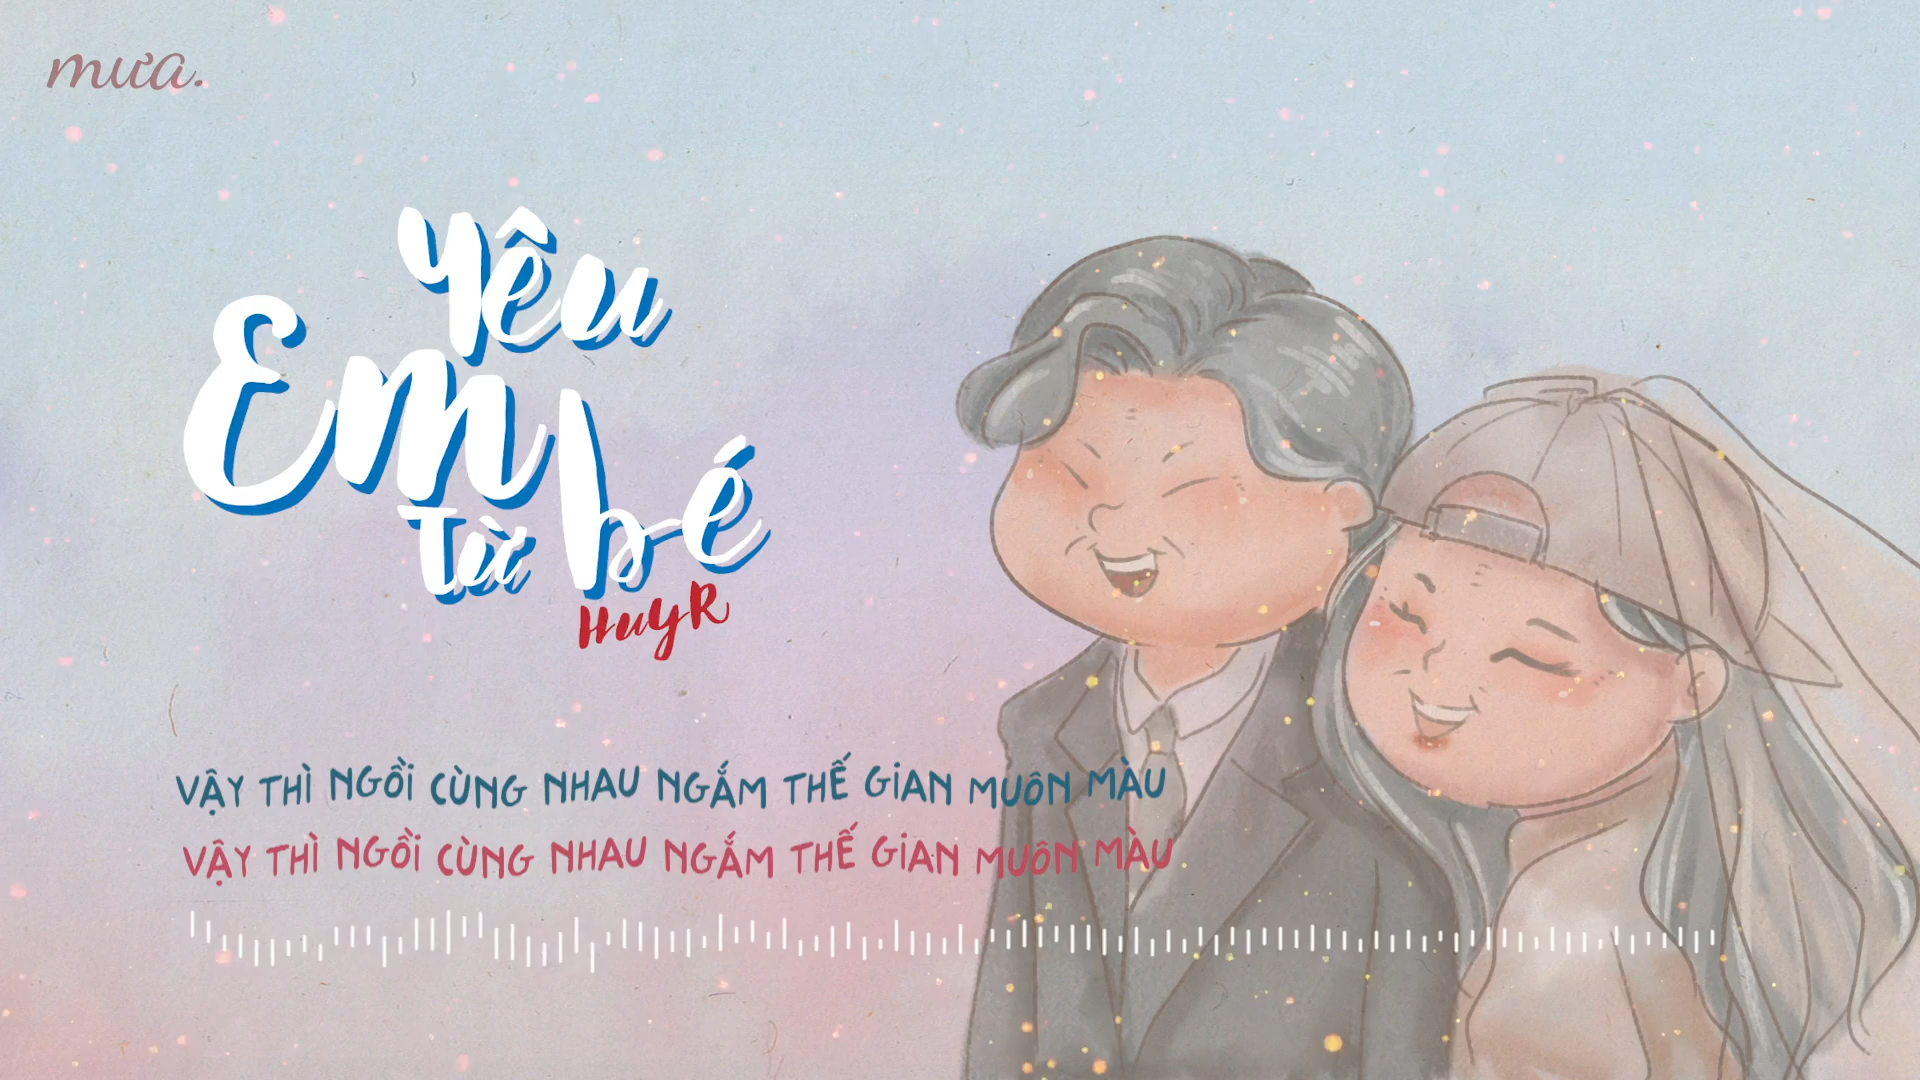 mưa.
Yêu
Em
Từ bé
HuyR
VẬY THÌ NGỒI CÙNG NHAU NGẮM THẾ GIAN MUÔN MÀU
VẬY THÌ NGỒI CÙNG NHAU NGẮM THẾ GIAN MUÔN MÀU